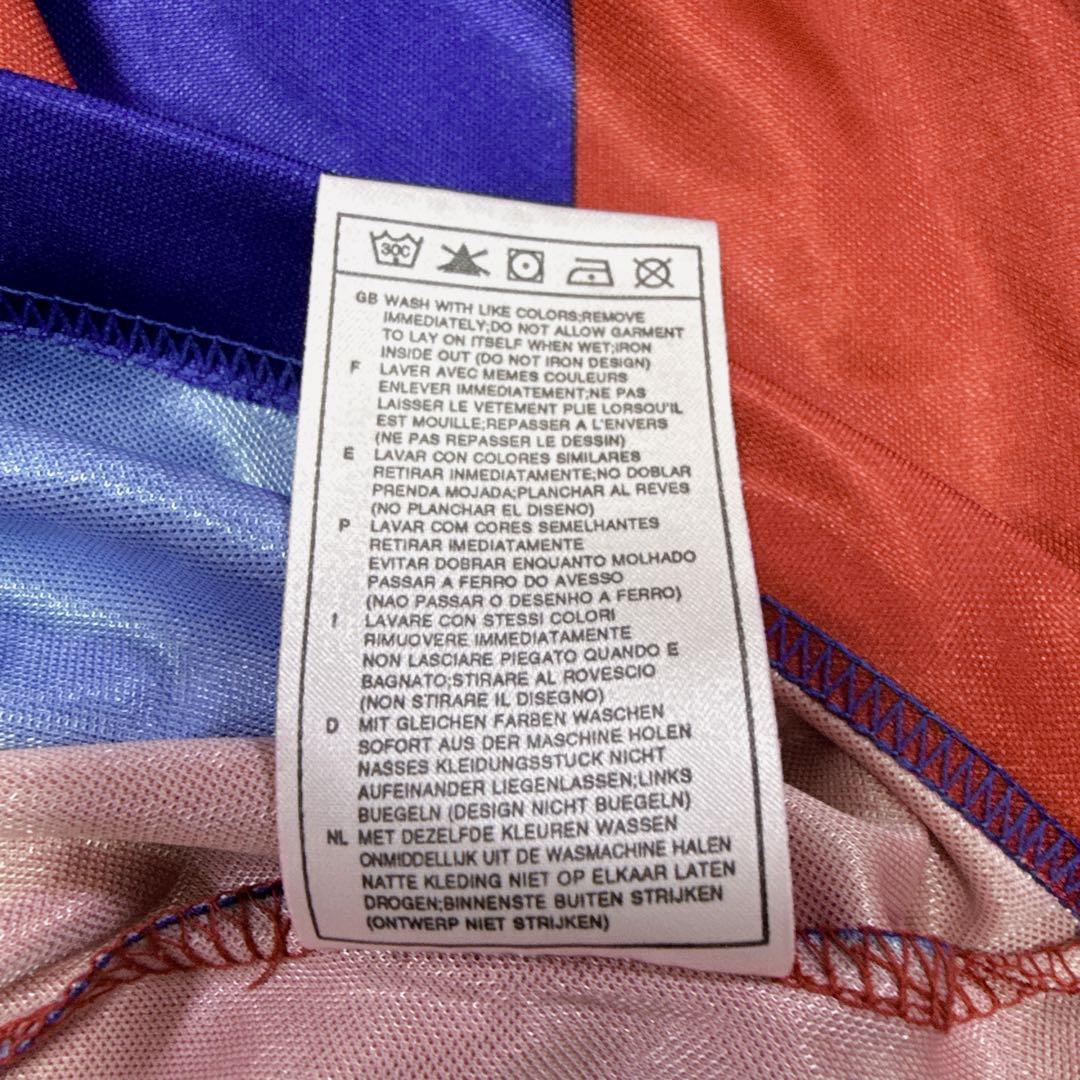 30C
GB WASH WITH LIKE COLORS;REMOVE
IMMEDIATELY;DO NOT ALLOW GARMENT
TO LAY ON ITSELF WHEN WET;IRON
INSIDE OUT (DO NOT IRON DESIGN)
F LAVER AVEC MEMES COULEURS
ENLEVER IMMEDIATEMENT;NE PAS
LAISSER LE VETEMENT PLIE LORSQU'IL
EST MOUILLE;REPASSER A L'ENVERS
(NE PAS REPASSER LE DESSIN)
E LAVAR CON COLORES SIMILARES
RETIRAR INMEDIATAMENTE;NO DOBLAR
PRENDA MOJADA;PLANCHAR AL REVES
(NO PLANCHAR EL DISENO)
P LAVAR COM CORES SEMELHANTES
RETIRAR IMEDIATAMENTE
EVITAR DOBRAR ENQUANTO MOLHADO
PASSAR A FERRO DO AVESSO
(NAO PASSAR O DESENHO A FERRO)
I LAVARE CON STESSI COLORI
RIMUOVERE IMMEDIATAMENTE
NON LASCIARE PIEGATO QUANDO E
BAGNATO;STIRARE AL ROVESCIO
(NON STIRARE IL DISEGNO)
D MIT GLEICHEN FARBEN WASCHEN
SOFORT AUS DER MASCHINE HOLEN
NASSES KLEIDUNGSSTUCK NICHT
AUFEINANDER LIEGENLASSEN;LINKS
BUEGELN (DESIGN NICHT BUEGELN)
NL MET DEZELFDE KLEUREN WASSEN
ONMIDDELLIJK UIT DE WASMACHINE HALEN
NATTE KLEDING NIET OP ELKAAR LATEN
DROGEN;BINNENSTE BUITEN STRIJKEN
(ONTWERP NIET STRIJKEN)